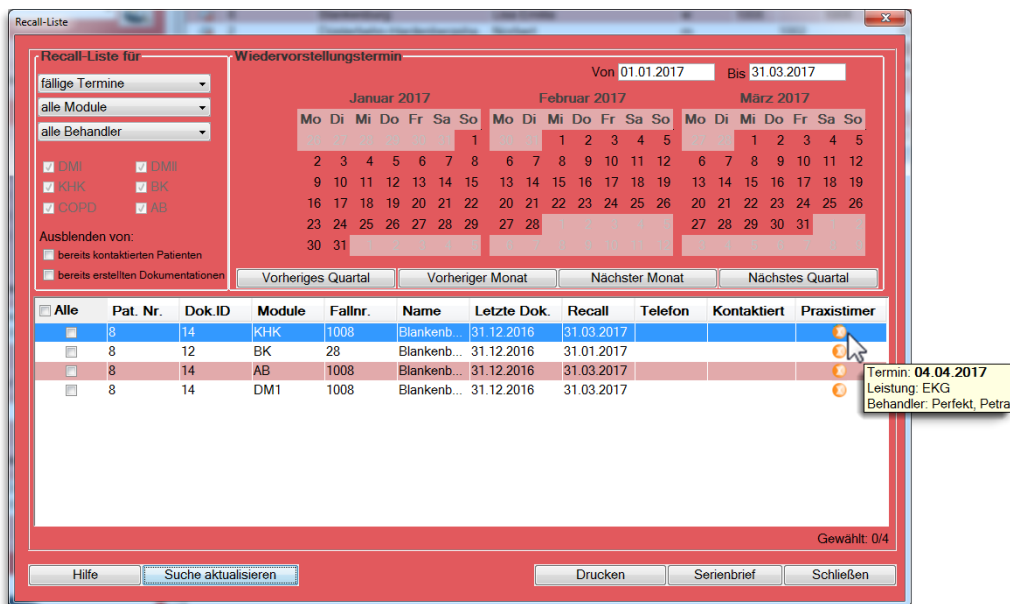 Recall-Liste
Recall-Liste für
fällige Termine
alle Module
alle Behandler
DMI DMII
KHK BK
COPD AB
Ausblenden von:
bereits kontaktierten Patienten
bereits erstellten Dokumentationen
Wiedervorstellungstermin
Von 01.01.2017 Bis 31.03.2017
Januar 2017
Mo Di Mi Do Fr Sa So
1
2 3 4 5 6 7 8
9 10 11 12 13 14 15
16 17 18 19 20 21 22
23 24 25 26 27 28 29
30 31
Februar 2017
Mo Di Mi Do Fr Sa So
1 2 3 4 5
6 7 8 9 10 11 12
13 14 15 16 17 18 19
20 21 22 23 24 25 26
27 28
März 2017
Mo Di Mi Do Fr Sa So
1 2 3 4 5
6 7 8 9 10 11 12
13 14 15 16 17 18 19
20 21 22 23 24 25 26
27 28 29 30 31
Vorheriges Quartal Vorheriger Monat Nächster Monat Nächstes Quartal
Alle Pat. Nr. Dok.ID Module Fallnr. Name Letzte Dok. Recall Telefon Kontaktiert Praxistimer
8 14 KHK 1008 Blankenb... 31.12.2016 31.03.2017
8 12 BK 28 Blankenb... 31.12.2016 31.01.2017
8 14 AB 1008 Blankenb... 31.12.2016 31.03.2017
8 14 DM1 1008 Blankenb... 31.12.2016 31.03.2017
Termin: 04.04.2017
Leistung: EKG
Behandler: Perfekt, Petra
Gewählt: 0/4
Hilfe Suche aktualisieren Drucken Serienbrief Schließen